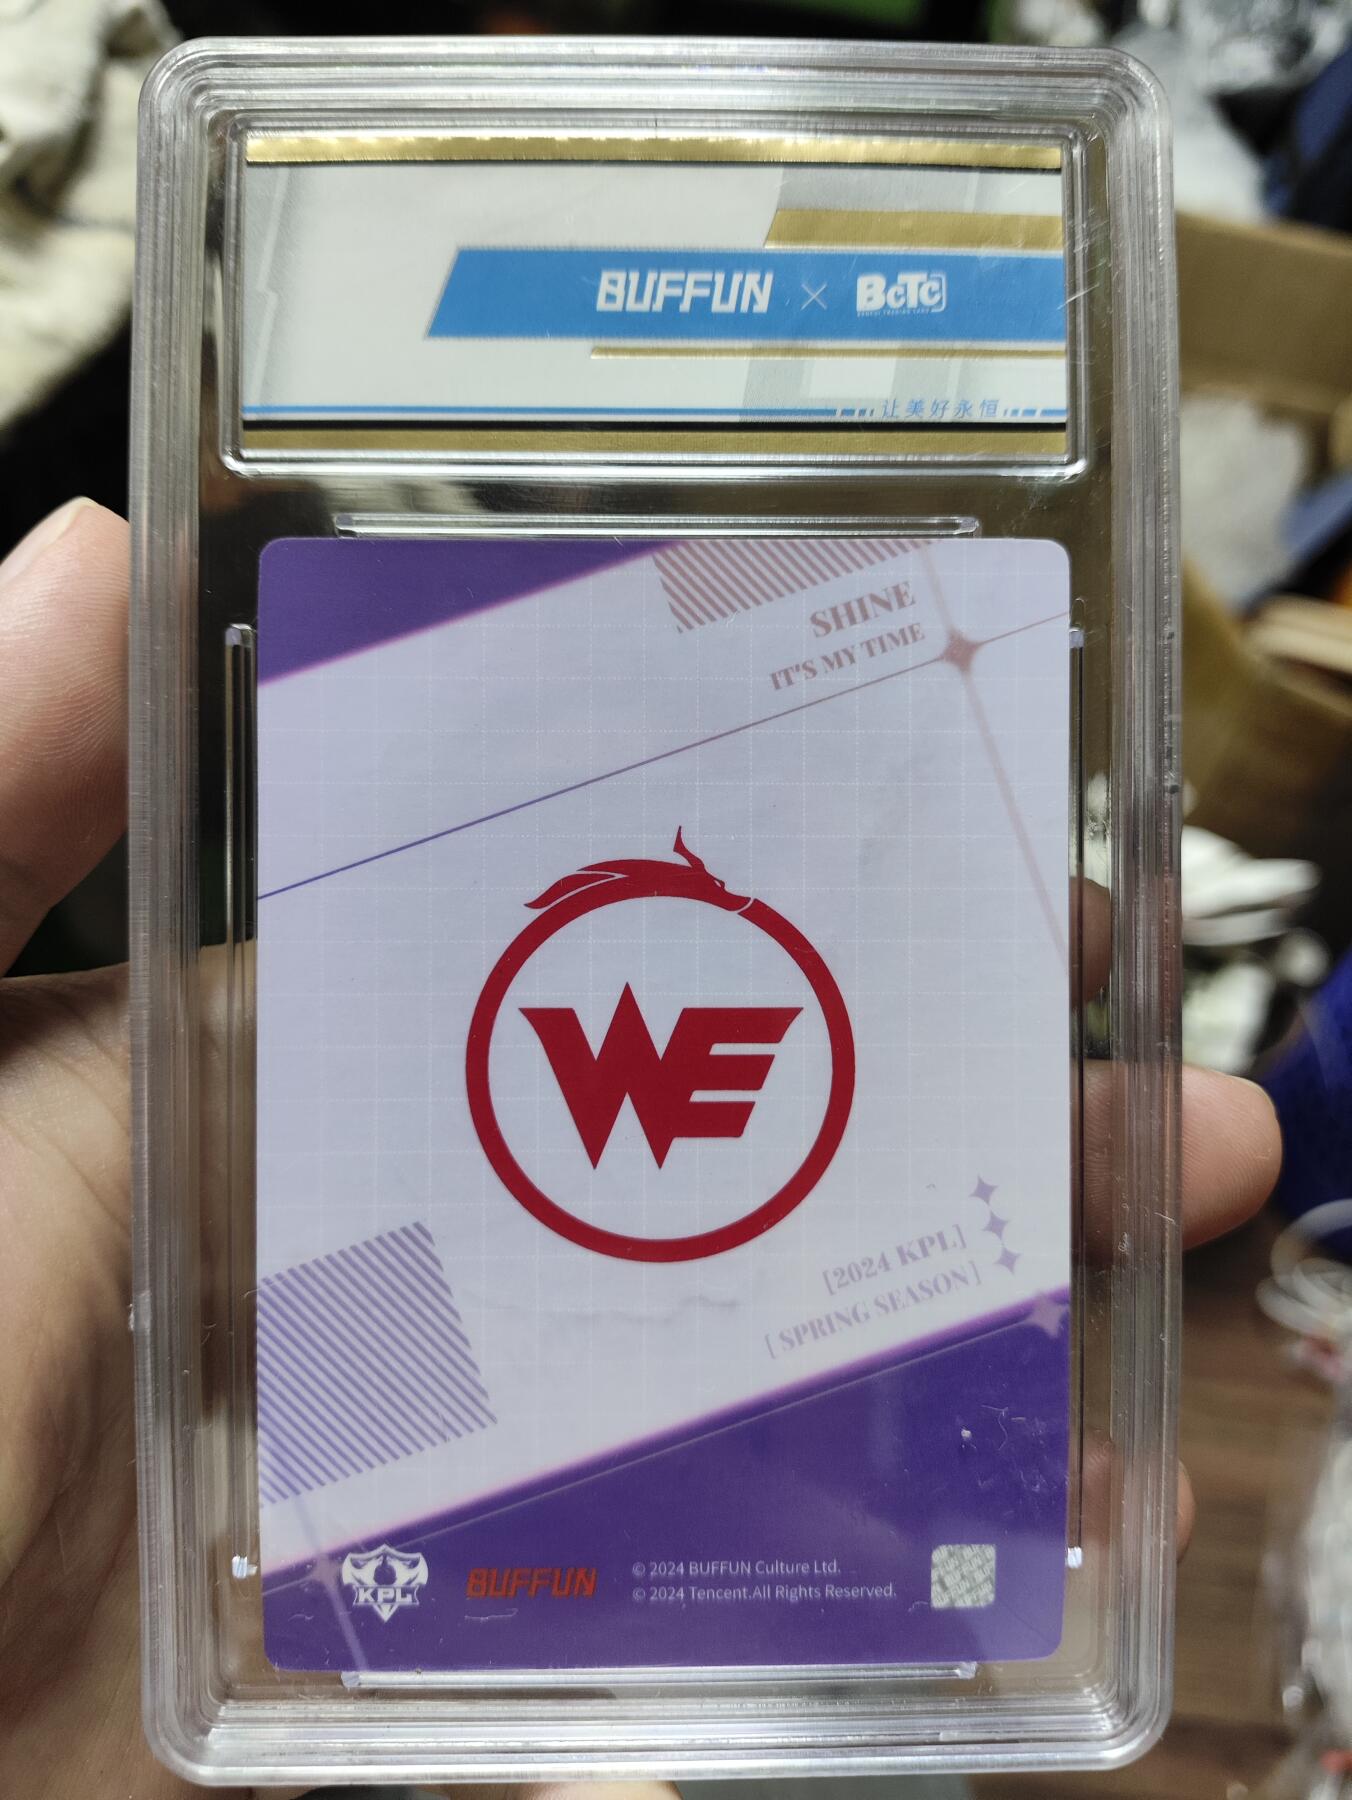 BUFFUN × BCTC
让美好永恒
SHINE
IT'S MY TIME
WE
[2024 KPL]
[ SPRING SEASON ]
KPL
BUFFUN
© 2024 BUFFUN Culture Ltd.
© 2024 Tencent.All Rights Reserved.